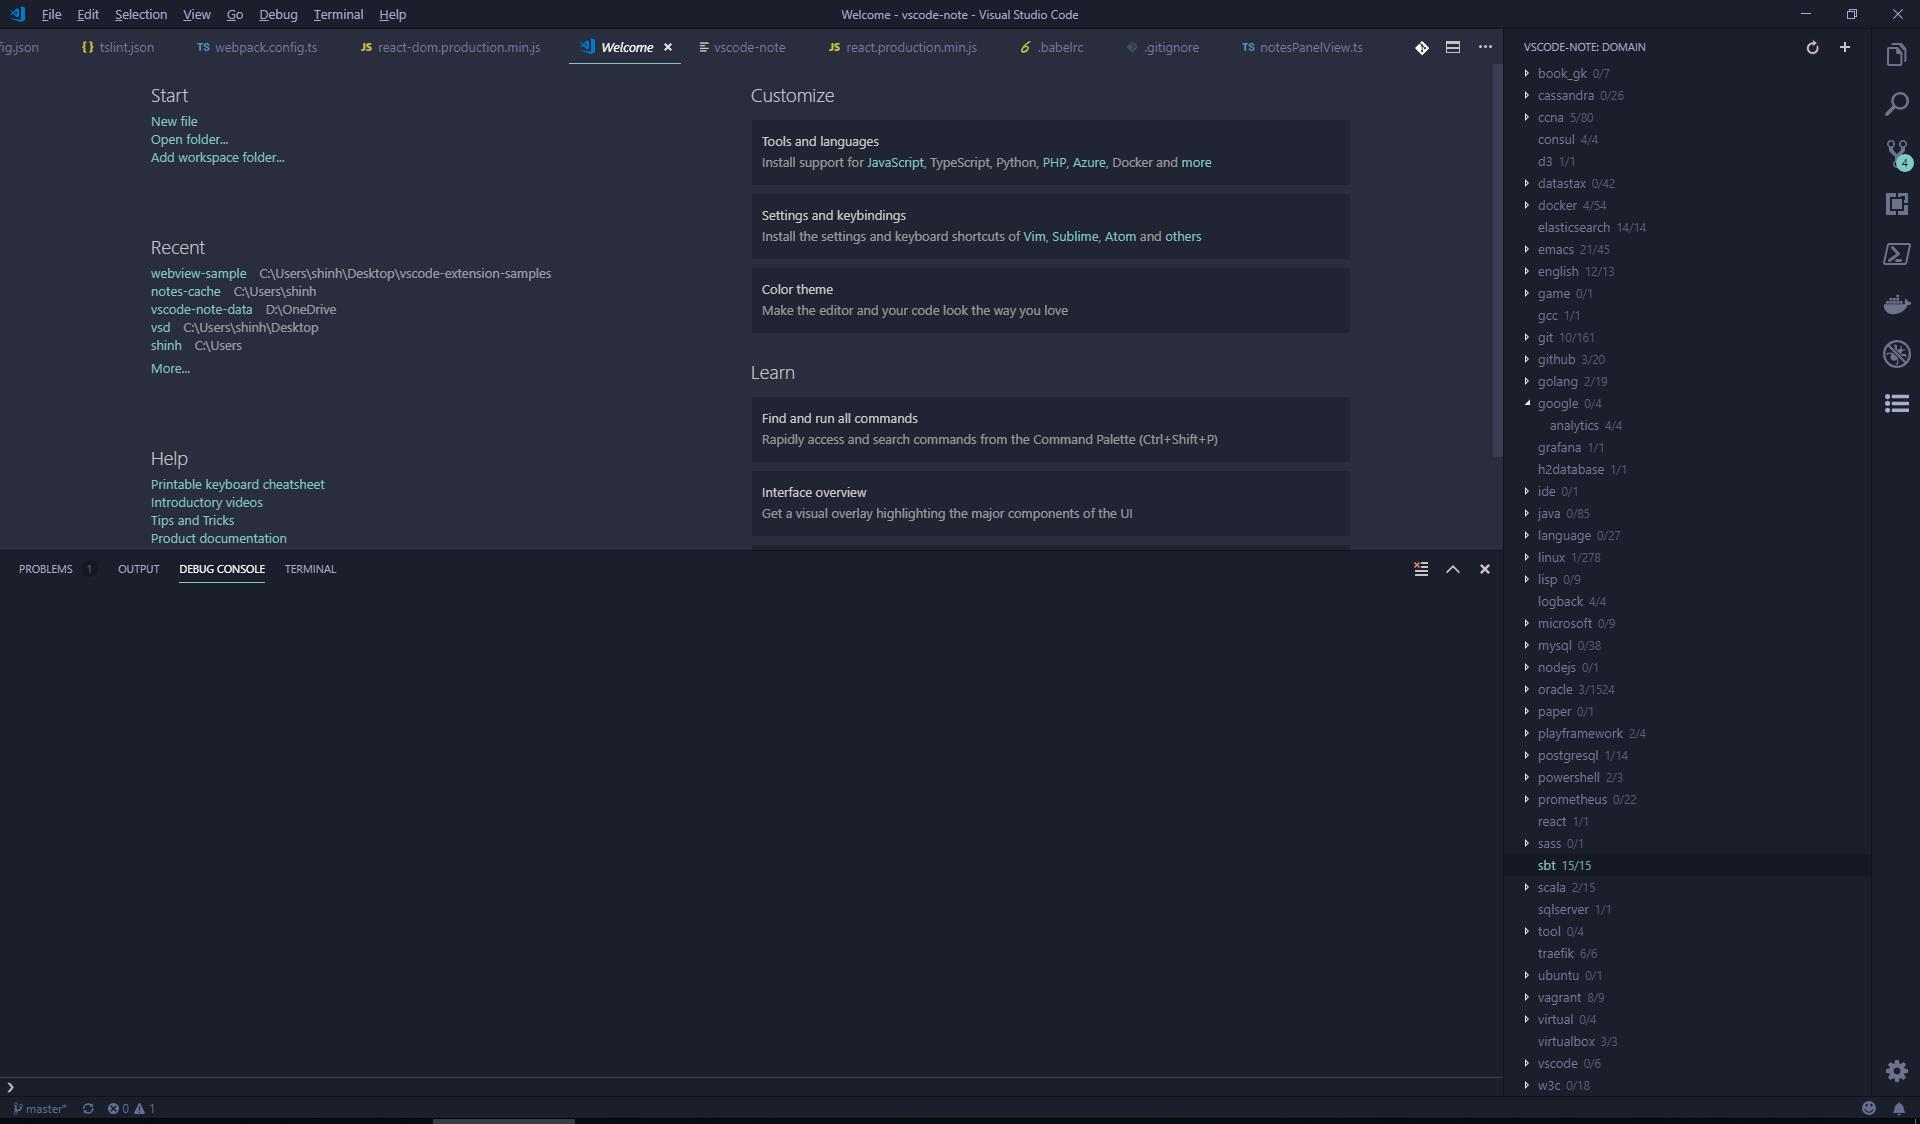 File Edit Selection View Go Debug Terminal Help
Welcome - vscode-note - Visual Studio Code
fig.json
{} tslint.json
TS webpack.config.ts
JS react-dom.production.min.js
Welcome
vscode-note
JS react.production.min.js
.babelrc
.gitignore
TS notesPanelView.ts
Start
New file
Open folder...
Add workspace folder...
Recent
webview-sample C:\Users\shinh\Desktop\vscode-extension-samples
notes-cache C:\Users\shinh
vscode-note-data D:\OneDrive
vsd C:\Users\shinh\Desktop
shinh C:\Users
More...
Help
Printable keyboard cheatsheet
Introductory videos
Tips and Tricks
Product documentation
Customize
Tools and languages
Install support for JavaScript, TypeScript, Python, PHP, Azure, Docker and more
Settings and keybindings
Install the settings and keyboard shortcuts of Vim, Sublime, Atom and others
Color theme
Make the editor and your code look the way you love
Learn
Find and run all commands
Rapidly access and search commands from the Command Palette (Ctrl+Shift+P)
Interface overview
Get a visual overlay highlighting the major components of the UI
PROBLEMS 1 OUTPUT DEBUG CONSOLE TERMINAL
VSCODE-NOTE: DOMAIN
book_gk 0/7
cassandra 0/26
ccna 5/80
consul 4/4
d3 1/1
datastax 0/42
docker 4/54
elasticsearch 14/14
emacs 21/45
english 12/13
game 0/1
gcc 1/1
git 10/161
github 3/20
golang 2/19
google 0/4
analytics 4/4
grafana 1/1
h2database 1/1
ide 0/1
java 0/85
language 0/27
linux 1/278
lisp 0/9
logback 4/4
microsoft 0/9
mysql 0/38
nodejs 0/1
oracle 3/1524
paper 0/1
playframework 2/4
postgresql 1/14
powershell 2/3
prometheus 0/22
react 1/1
sass 0/1
sbt 15/15
scala 2/15
sqlserver 1/1
tool 0/4
traefik 6/6
ubuntu 0/1
vagrant 8/9
virtual 0/4
virtualbox 3/3
vscode 0/6
w3c 0/18
4
master* 0 1